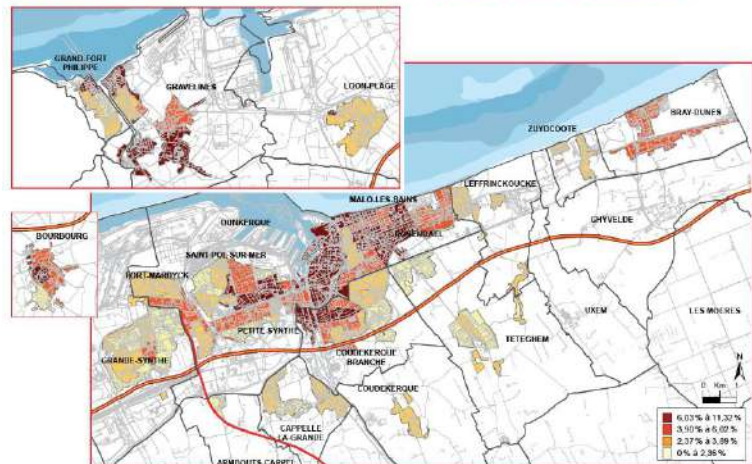 GRAND-FORT
PHILIPPE
GRAVELINES
LOON-PLAGE
ZUYDCOOTE
BRAY-DUNES
LEFFRINCKOUCKE
MALO-LES-BAINS
DUNKERQUE
ROSENDAEL
GHYVELDE
BOURBOURG
SAINT-POL-SUR-MER
FORT-MARDYCK
LES MOERES
UXEM
PETITE-SYNTHE
TETEGHEM
GRANDE-SYNTHE
COUDEKERQUE
BRANCHE
COUDEKERQUE
CAPPELLE
LA-GRANDE
ARMBOUTS CAPPEL
N
0 Km 1
6,03 % à 11,32 %
3,90 % à 6,02 %
2,37 % à 3,89 %
0 % à 2,36 %